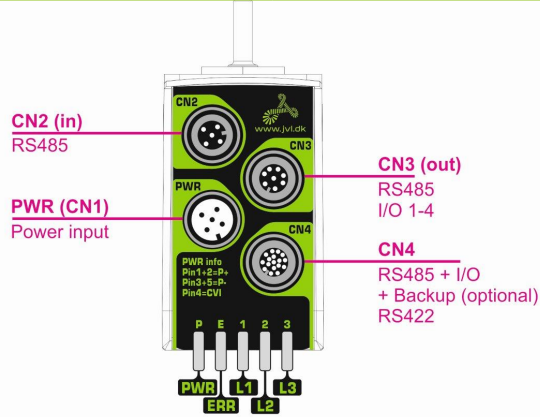 CN2
www.jvl.dk
CN2 (in)
RS485
CN3
CN3 (out)
RS485
I/O 1-4
PWR
PWR (CN1)
Power input
CN4
CN4
RS485 + I/O
+ Backup (optional)
RS422
PWR info
Pin1+2=P+
Pin3+5=P-
Pin4=CVI
P E 1 2 3
PWR L1 L3
ERR L2